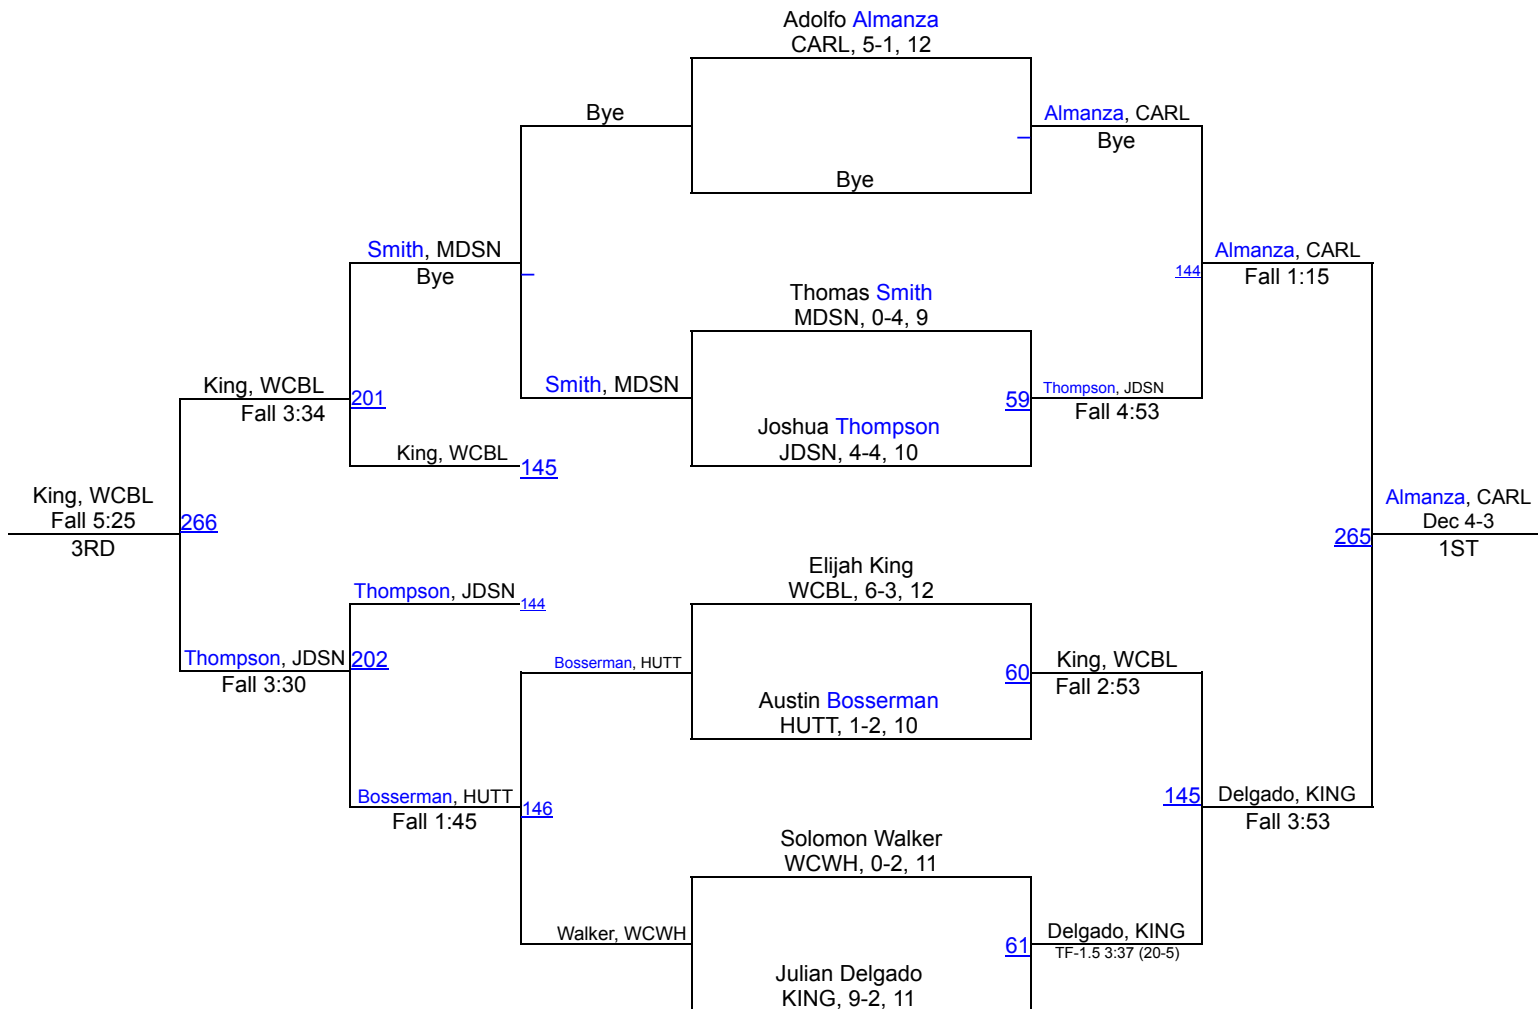 Adolfo Almanza
CARL, 5-1, 12
Bye
Almanza, CARL
–
Bye
Bye
Smith, MDSN
–
Bye
Almanza, CARL
144
Fall 1:15
Thomas Smith
MDSN, 0-4, 9
King, WCBL
201
Fall 3:34
Smith, MDSN
Thompson, JDSN
59
Fall 4:53
Joshua Thompson
JDSN, 4-4, 10
King, WCBL
145
King, WCBL
Fall 5:25
266
3RD
Almanza, CARL
Dec 4-3
265
1ST
Elijah King
WCBL, 6-3, 12
Thompson, JDSN
144
Thompson, JDSN
202
Fall 3:30
Bosserman, HUTT
King, WCBL
60
Fall 2:53
Austin Bosserman
HUTT, 1-2, 10
Bosserman, HUTT
146
Fall 1:45
145
Delgado, KING
Fall 3:53
Solomon Walker
WCWH, 0-2, 11
Walker, WCWH
Delgado, KING
61
TF-1.5 3:37 (20-5)
Julian Delgado
KING, 9-2, 11